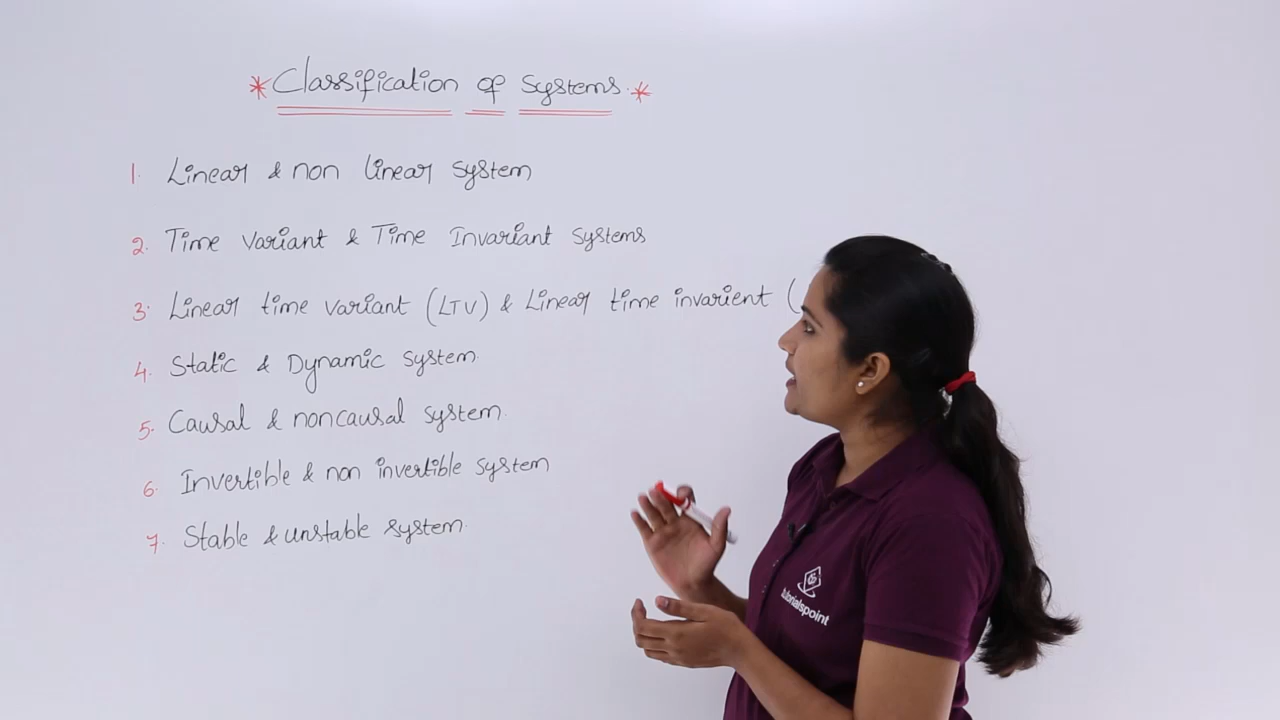 * Classification of Systems. *
1. Linear & non linear system
2. Time Variant & Time Invariant Systems
3. Linear time variant (LTV) & Linear time invarient (
4. Static & Dynamic system.
5. Causal & noncausal system.
6. Invertible & non invertible system
7. Stable & unstable system.
tutorialspoint